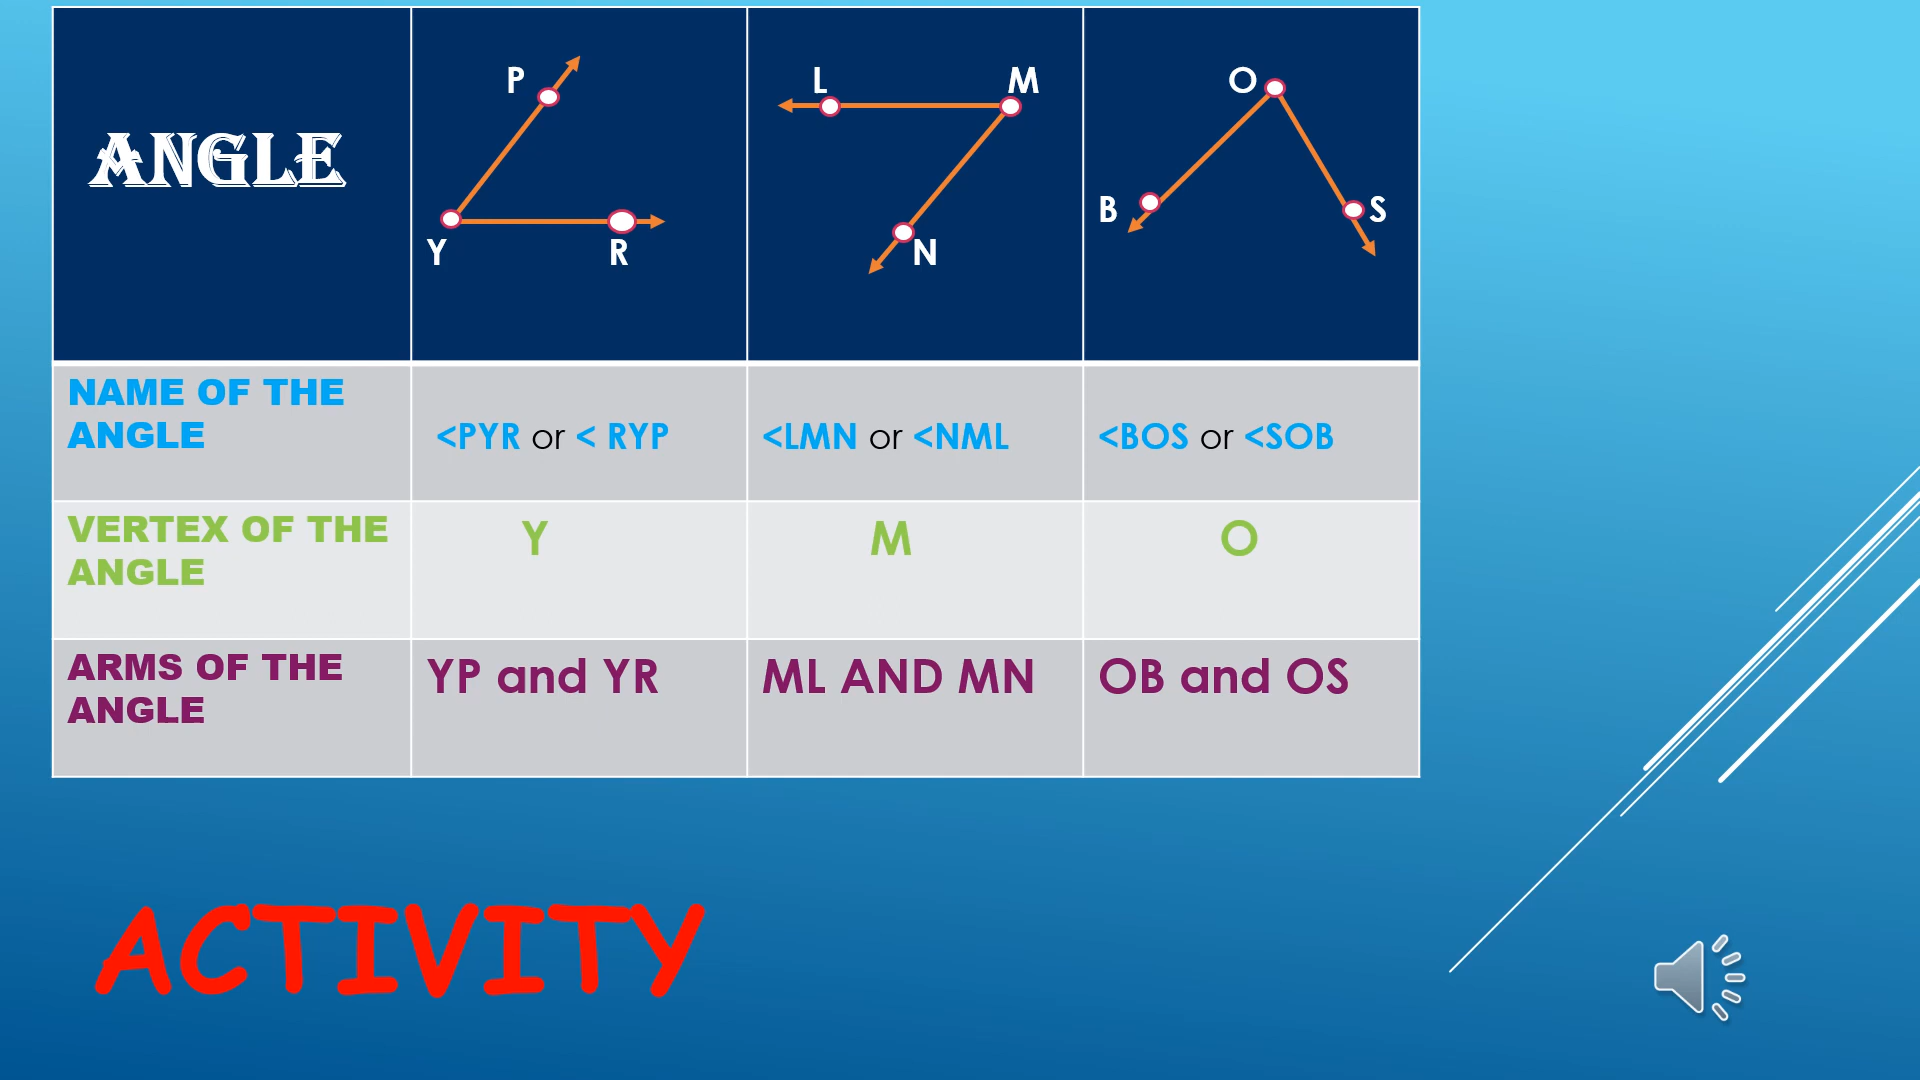 ANGLE
P
Y
R
L
M
N
O
B
S
NAME OF THE
ANGLE
<PYR or < RYP
<LMN or <NML
<BOS or <SOB
VERTEX OF THE
ANGLE
Y
M
O
ARMS OF THE
ANGLE
YP and YR
ML AND MN
OB and OS
ACTIVITY